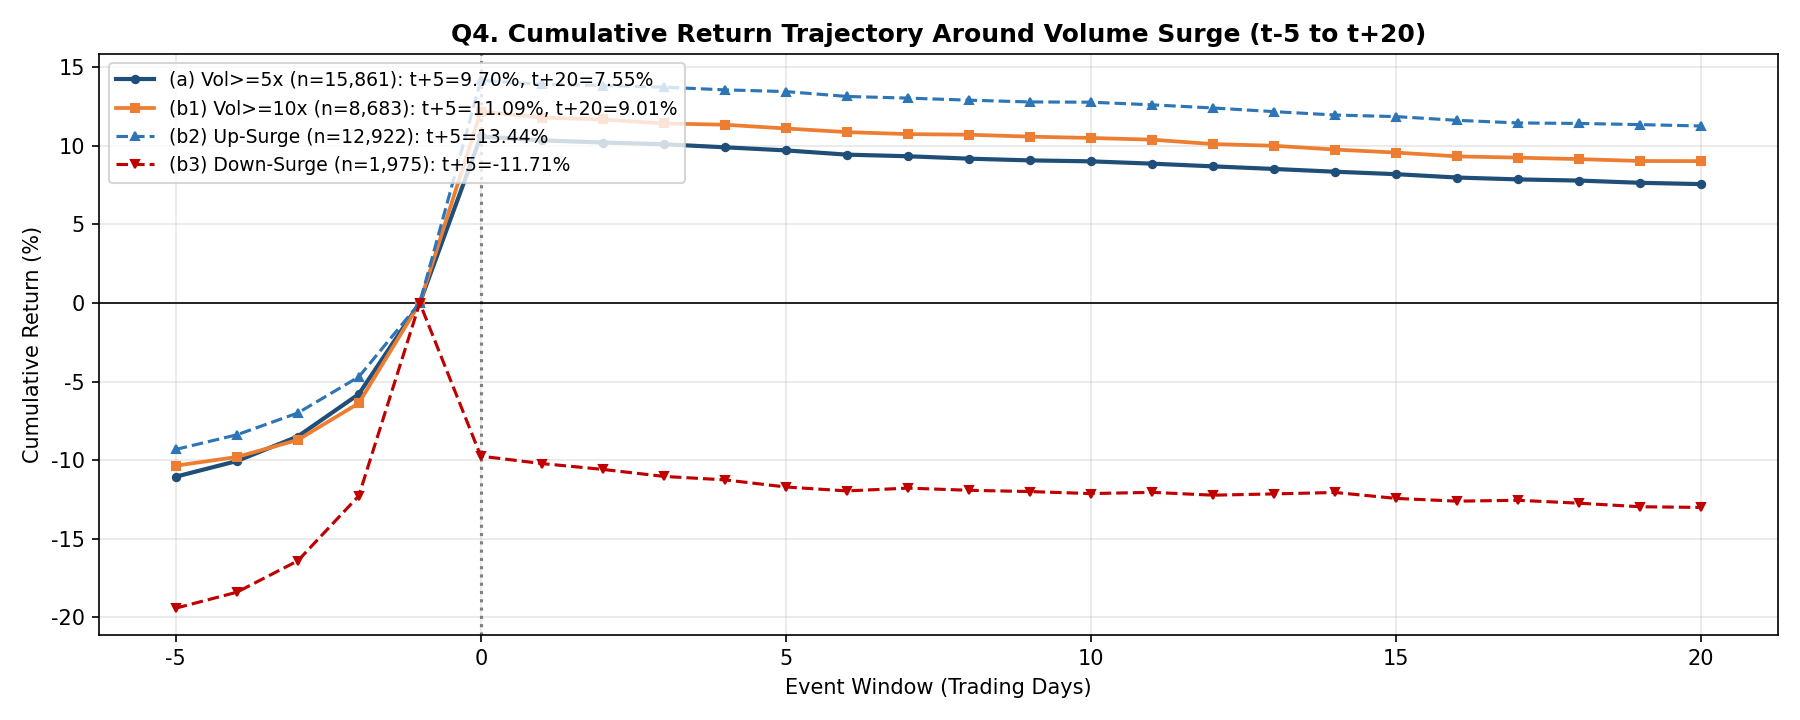 Q4. Cumulative Return Trajectory Around Volume Surge (t-5 to t+20)
(a) Vol>=5x (n=15,861): t+5=9.70%, t+20=7.55%
(b1) Vol>=10x (n=8,683): t+5=11.09%, t+20=9.01%
(b2) Up-Surge (n=12,922): t+5=13.44%
(b3) Down-Surge (n=1,975): t+5=-11.71%
Cumulative Return (%)
15
10
5
0
-5
-10
-15
-20
-5 0 5 10 15 20
Event Window (Trading Days)